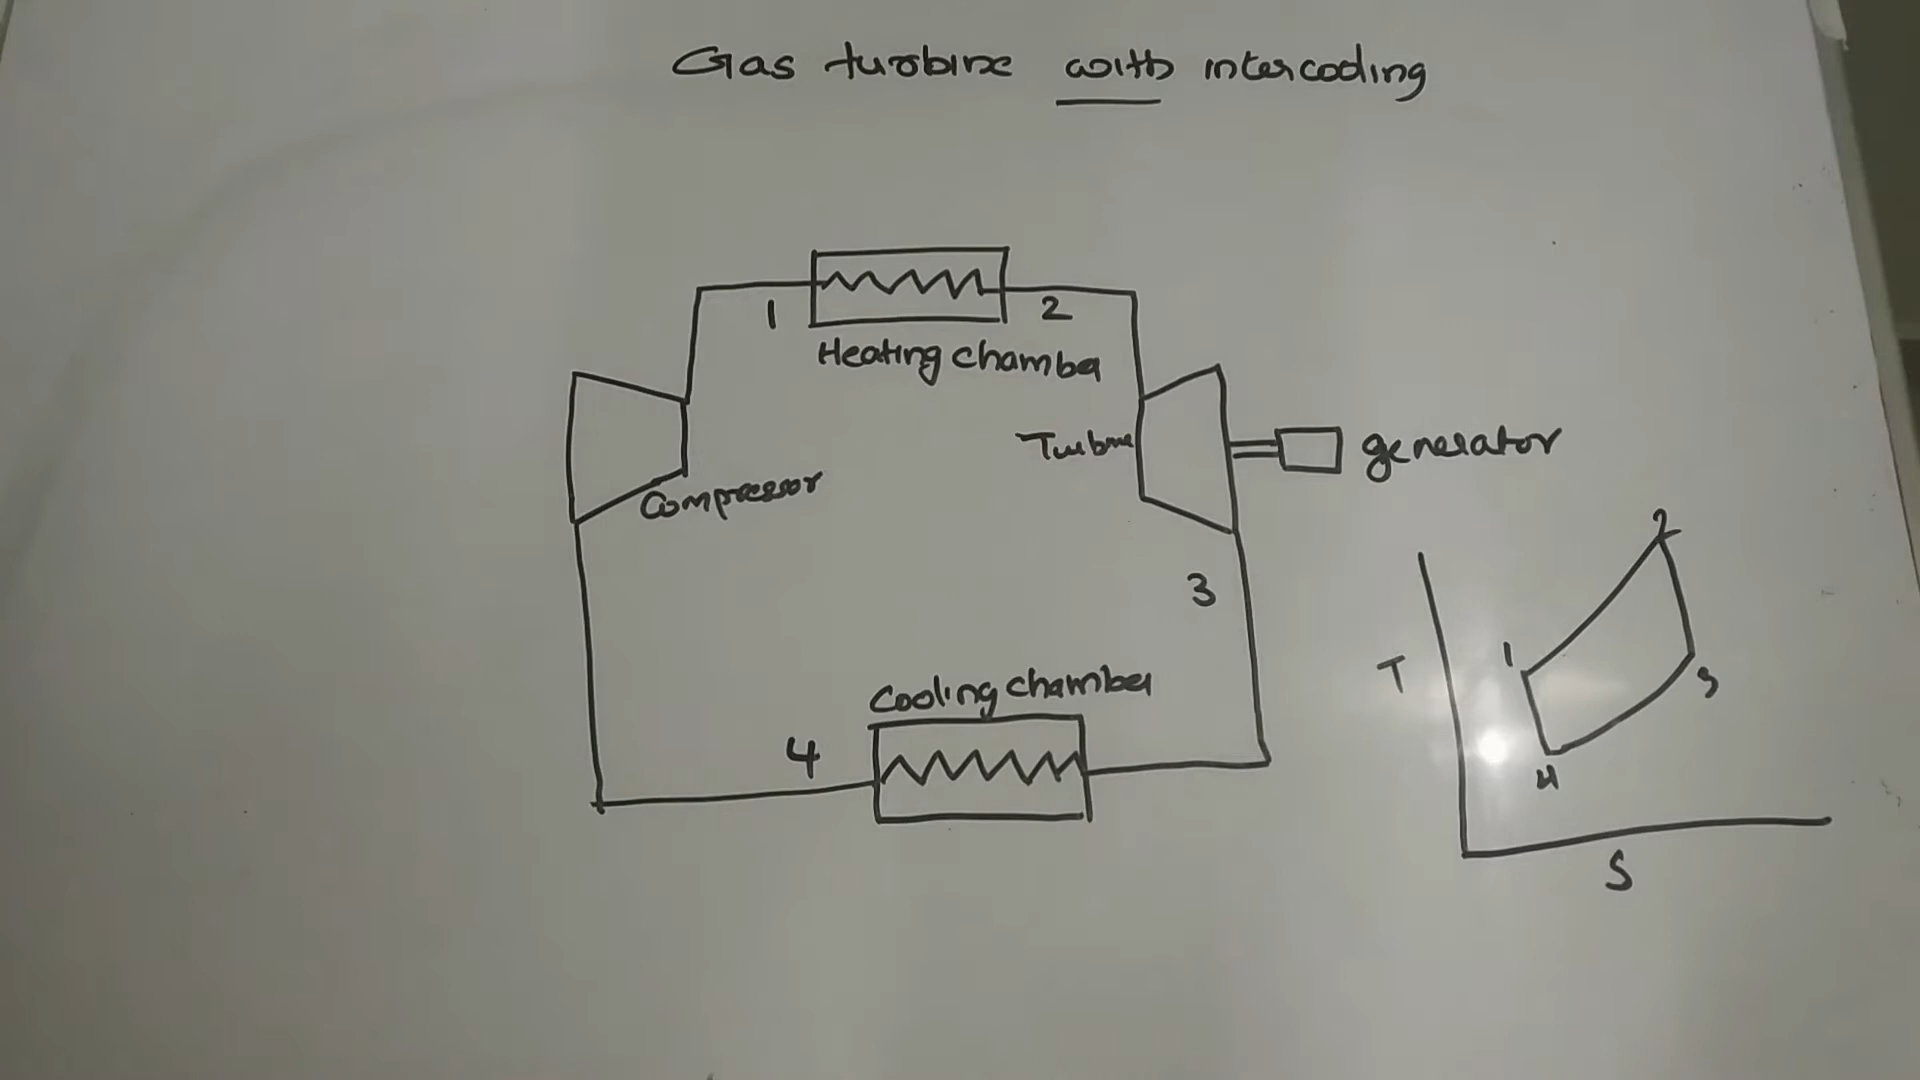 Gas turbine with intercooling
1
2
Heating chamber
Turbine
generator
Compressor
3
Cooling chamber
4
2
1
T
3
4
S